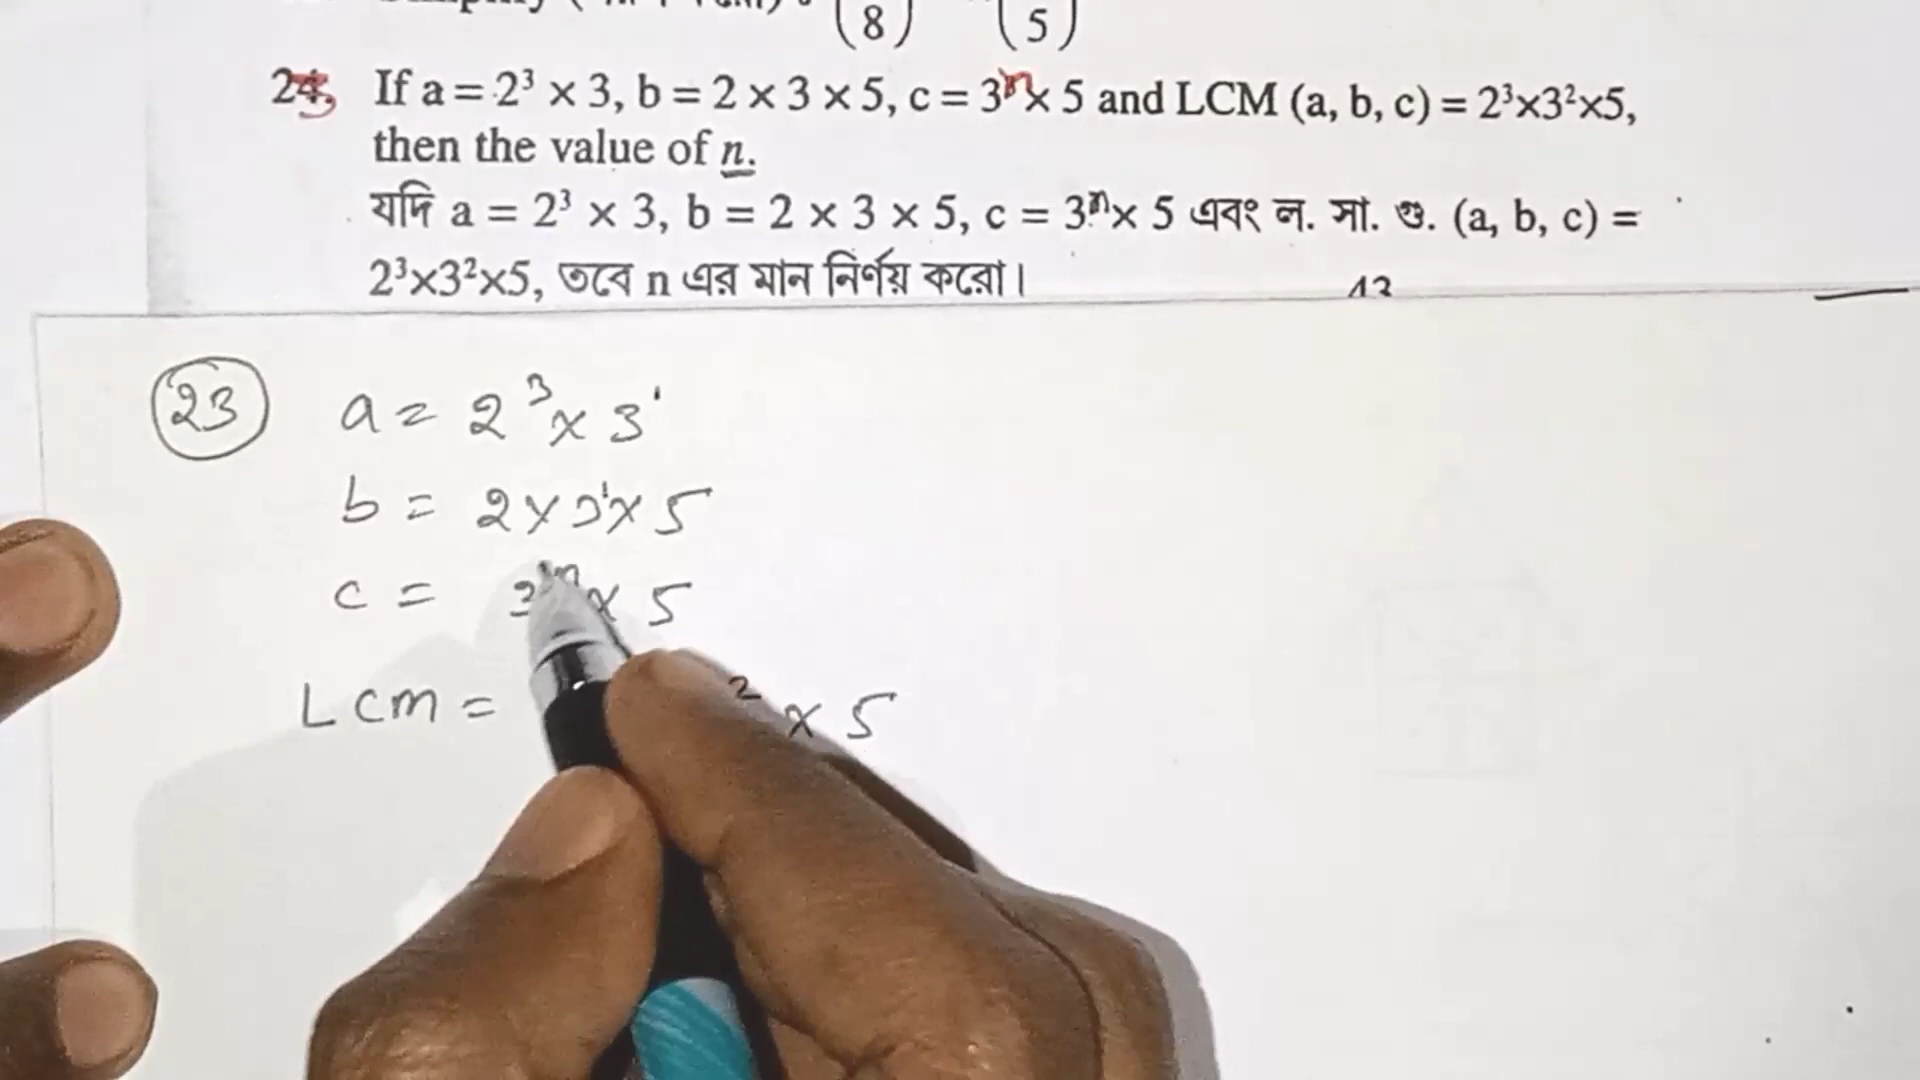 (8) (5)
23, If a = 2³ × 3, b = 2 × 3 × 5, c = 3ⁿ× 5 and LCM (a, b, c) = 2³×3²×5,
then the value of n.
যদি a = 2³ × 3, b = 2 × 3 × 5, c = 3ⁿ× 5 এবং ল. সা. গু. (a, b, c) =
2³×3²×5, তবে n এর মান নির্ণয় করো।
23 a = 2³ × 3¹
b = 2 × 3¹ × 5
c = 3ⁿ × 5
LCM = ² × 5